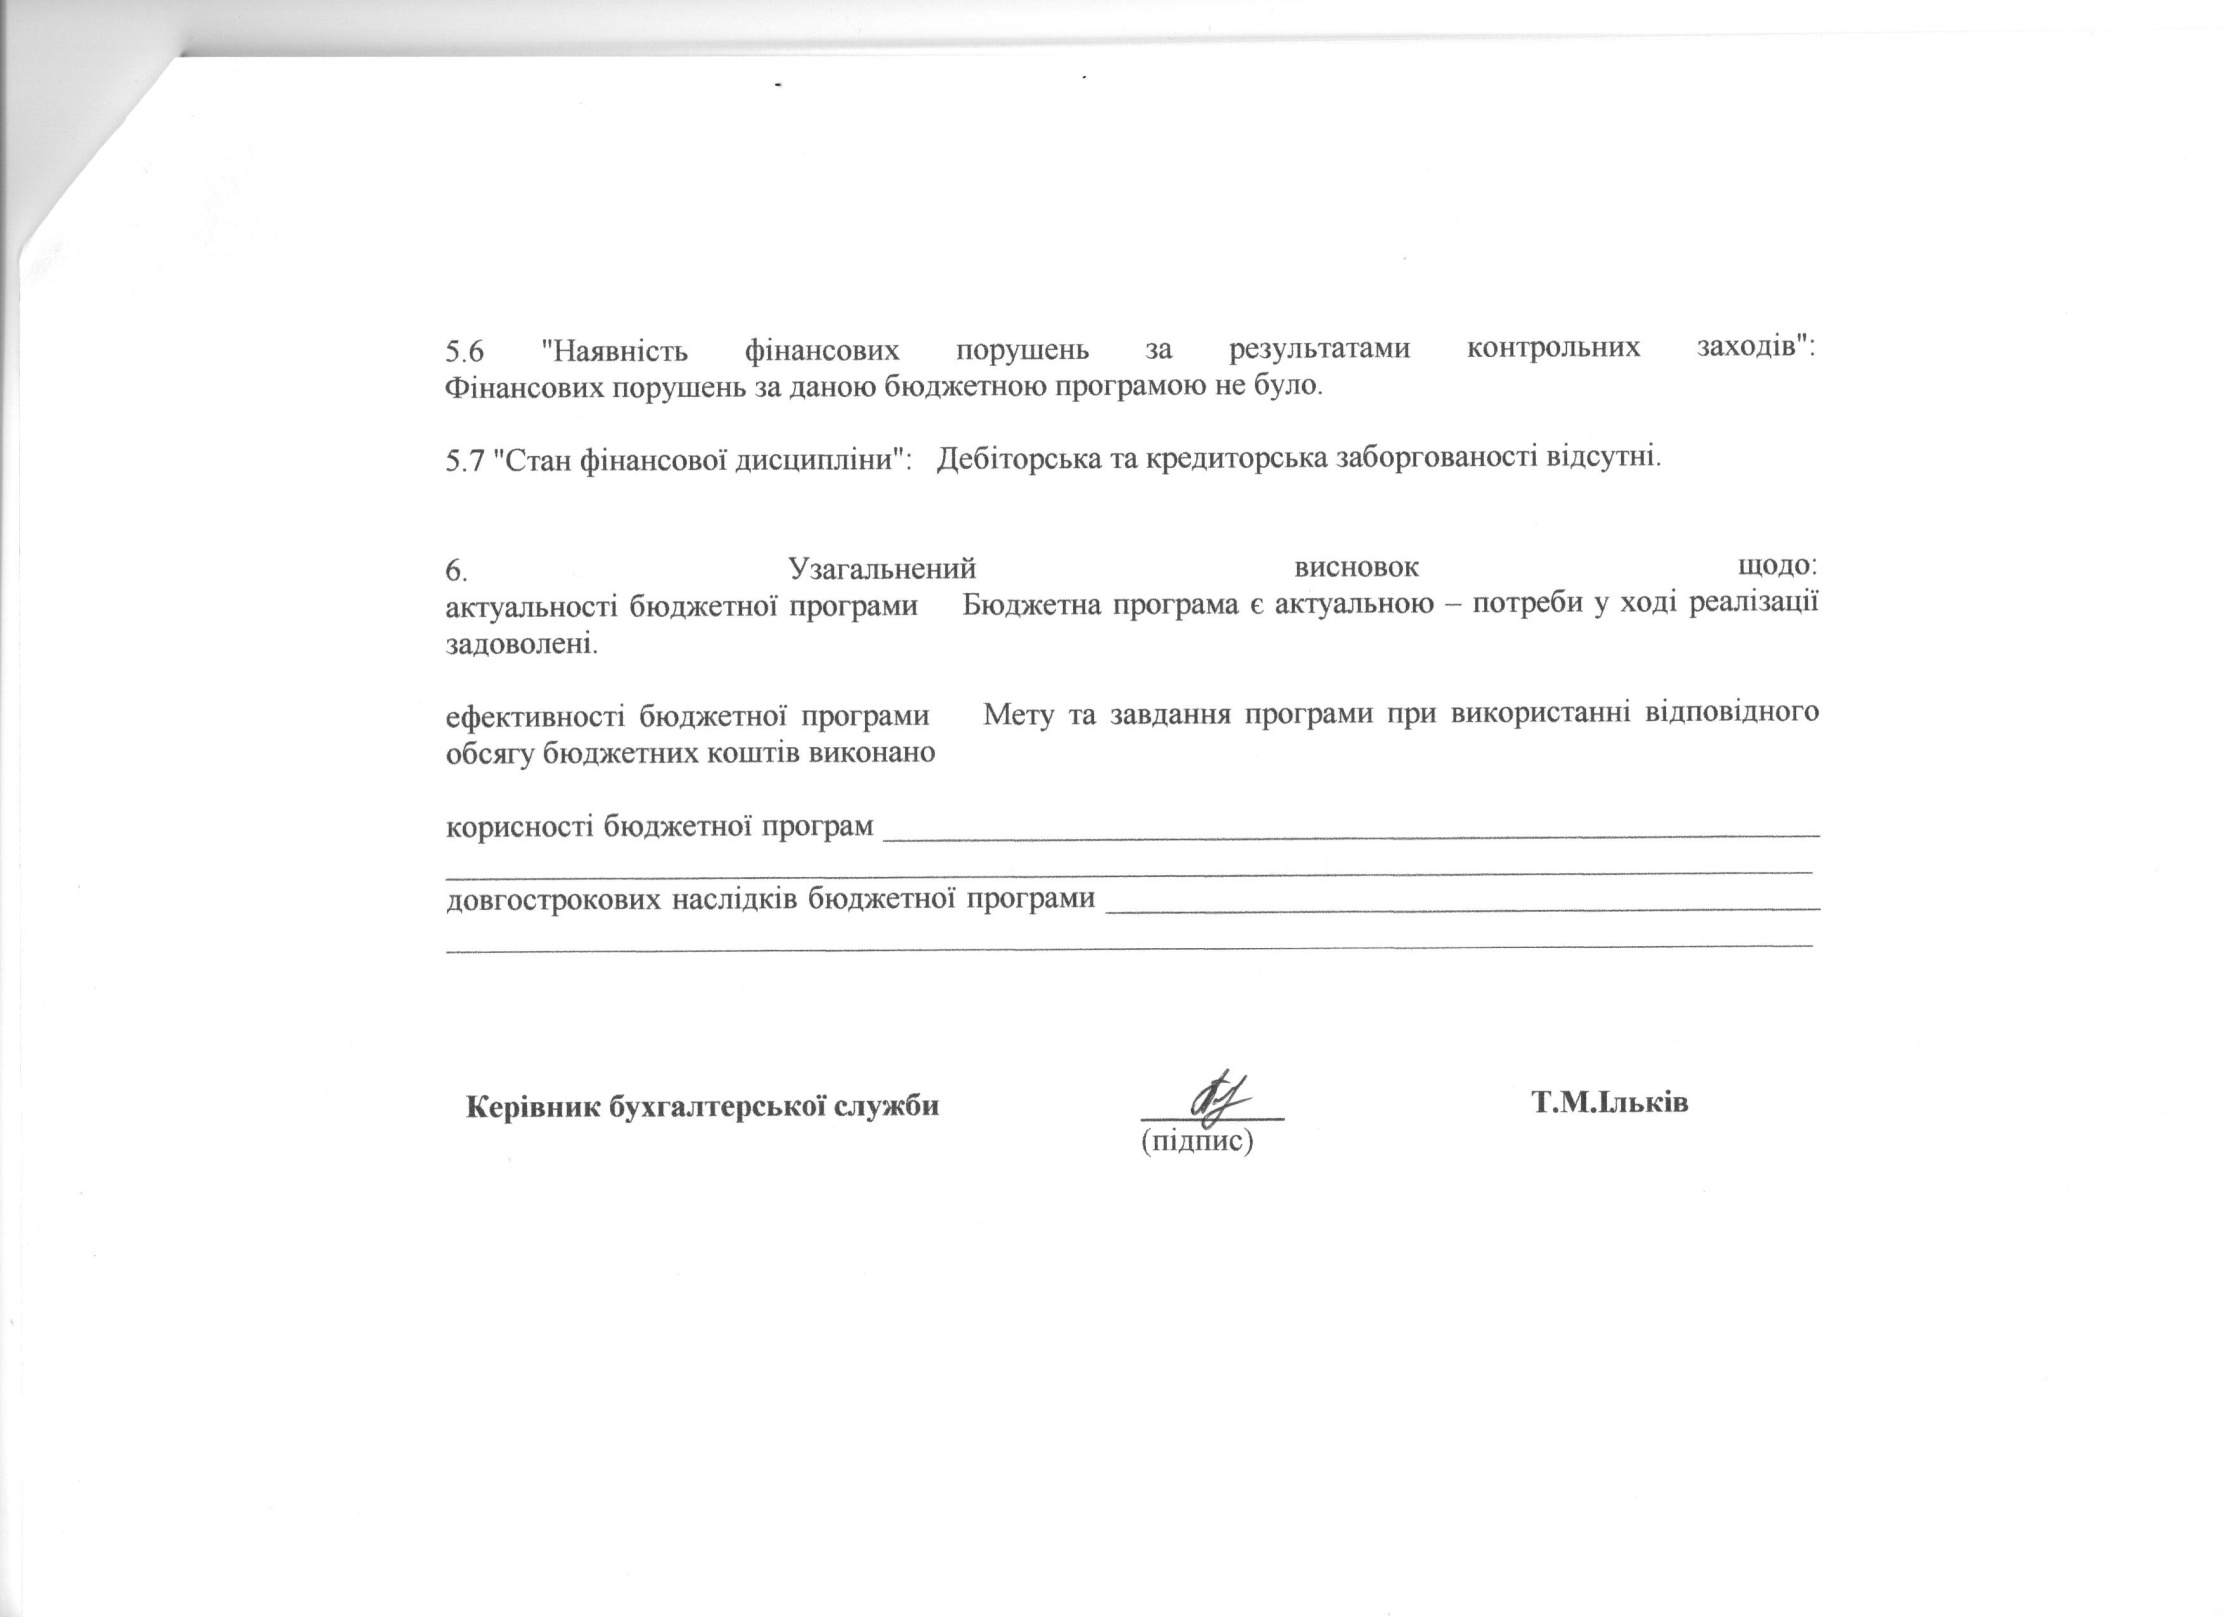 5.6 "Наявність фінансових порушень за результатами контрольних заходів":
Фінансових порушень за даною бюджетною програмою не було.
5.7 "Стан фінансової дисципліни": Дебіторська та кредиторська заборгованості відсутні.
6. Узагальнений висновок щодо:
актуальності бюджетної програми Бюджетна програма є актуальною – потреби у ході реалізації
задоволені.
ефективності бюджетної програми Мету та завдання програми при використанні відповідного
обсягу бюджетних коштів виконано
корисності бюджетної програм
довгострокових наслідків бюджетної програми
Керівник бухгалтерської служби Т.М.Ільків
(підпис)